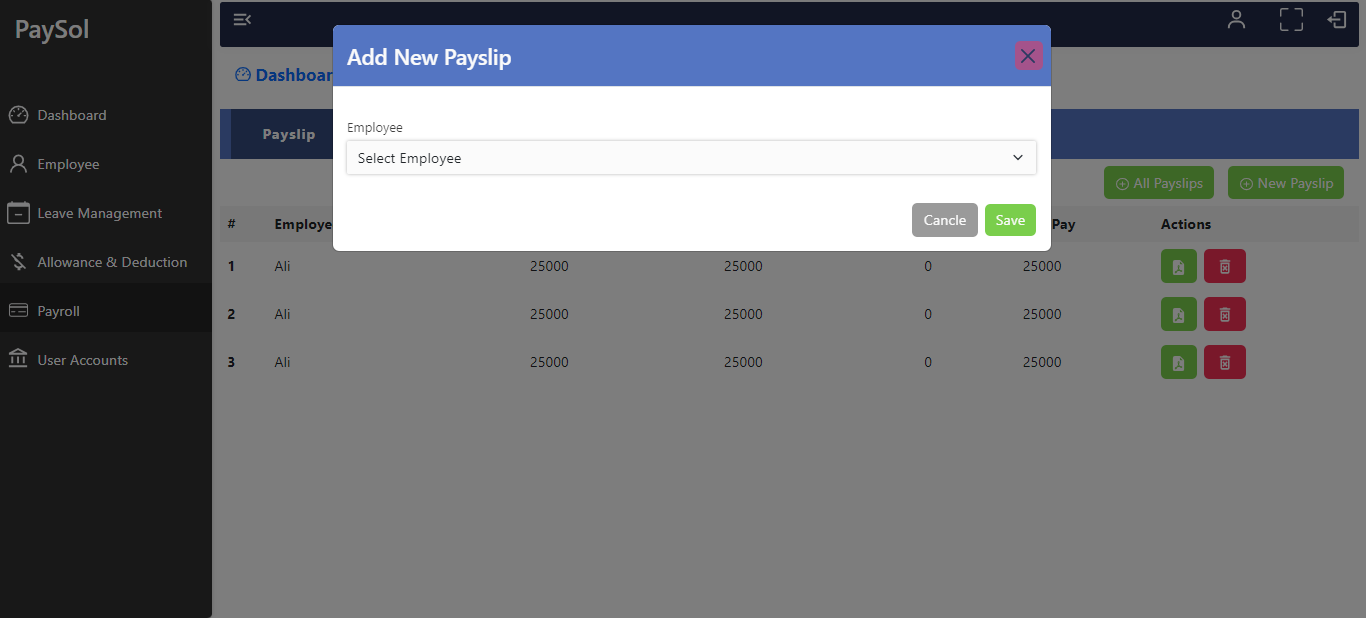 PaySol
Dashboard
Employee
Leave Management
Allowance & Deduction
Payroll
User Accounts
Add New Payslip
Dashboar
Employee
Select Employee
Cancle Save
Payslip
All Payslips New Payslip
# Employe Pay Actions
1 Ali 25000 25000 0 25000
2 Ali 25000 25000 0 25000
3 Ali 25000 25000 0 25000